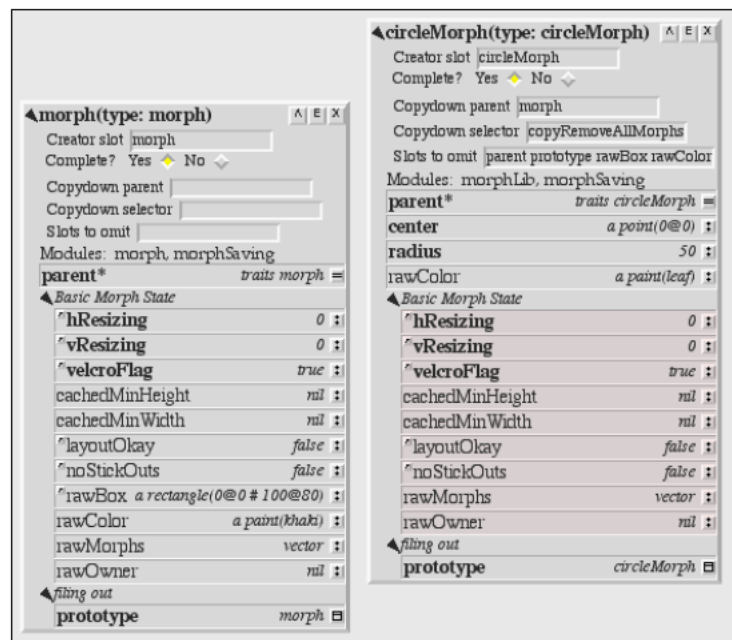 morph(type: morph) ʌ E X
Creator slot morph
Complete? Yes No
Copydown parent
Copydown selector
Slots to omit
Modules: morph, morphSaving
parent* traits morph =
Basic Morph State
hResizing 0 :
vResizing 0 :
velcroFlag true :
cachedMinHeight nil :
cachedMinWidth nil :
layoutOkay false :
noStickOuts false :
rawBox a rectangle(0@0 # 100@80) :
rawColor a paint(khaki) :
rawMorphs vector :
rawOwner nil :
filing out
prototype morph
circleMorph(type: circleMorph) ʌ E X
Creator slot circleMorph
Complete? Yes No
Copydown parent morph
Copydown selector copyRemoveAllMorphs
Slots to omit parent prototype rawBox rawColor
Modules: morphLib, morphSaving
parent* traits circleMorph =
center a point(0@0) :
radius 50 :
rawColor a paint(leaf) :
Basic Morph State
hResizing 0 :
vResizing 0 :
velcroFlag true :
cachedMinHeight nil :
cachedMinWidth nil :
layoutOkay false :
noStickOuts false :
rawMorphs vector :
rawOwner nil :
filing out
prototype circleMorph